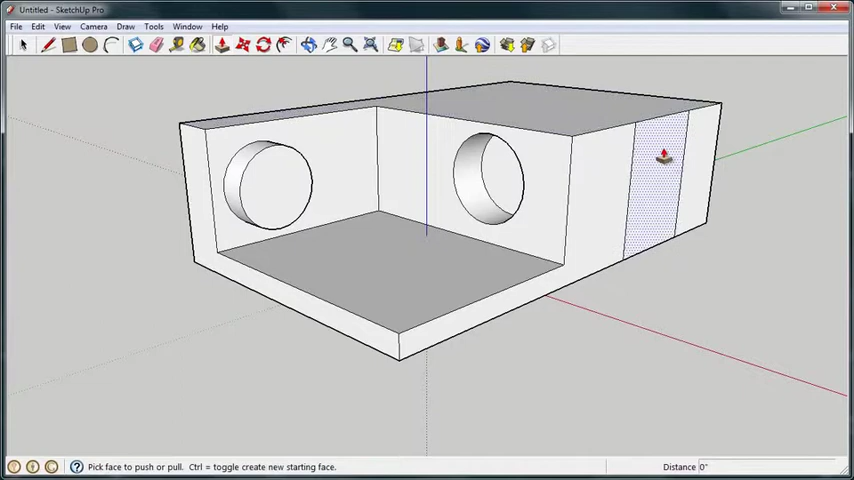 Untitled - SketchUp Pro
File Edit View Camera Draw Tools Window Help
Pick face to push or pull. Ctrl = toggle create new starting face. Distance 0"